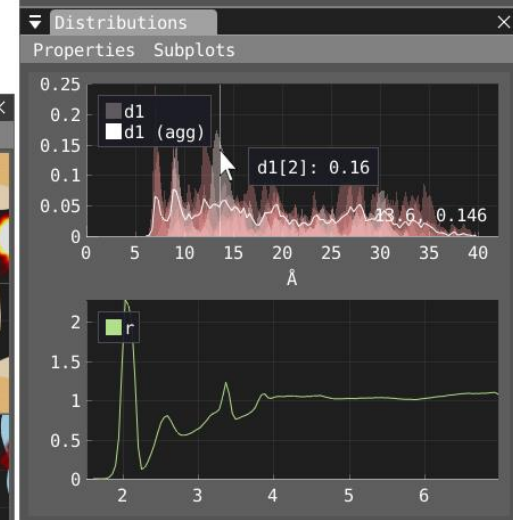 Distributions
Properties Subplots
0.25
0.2
0.15
0.1
0.05
0
d1
d1 (agg)
d1[2]: 0.16
13.6, 0.146
0 5 10 15 20 25 30 35 40
Å
2
1.5
1
0.5
0
r
2 3 4 5 6